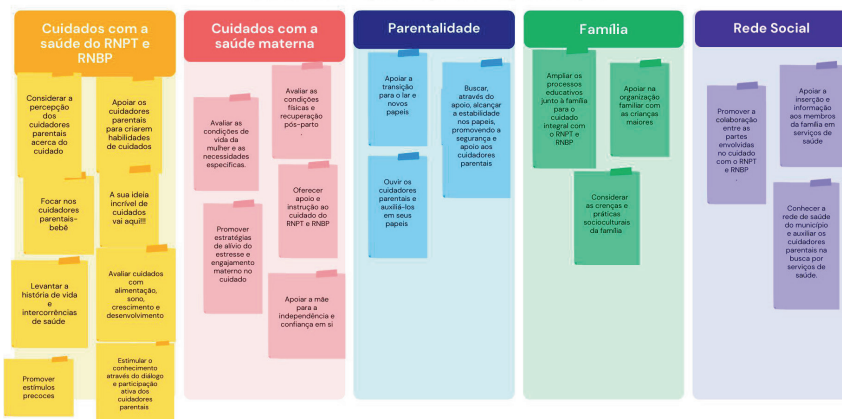 Cuidados com a
saúde do RNPT e
RNBP
Considerar a
percepção
dos
cuidadores
parentais
acerca do
cuidado
Apoiar os
cuidadores
parentais
para criarem
habilidades
de cuidados
Focar nos
cuidadores
parentais-
bebê
A sua ideia
incrível de
cuidados
vai aqui!!!
Levantar a
história de vida
e
intercorrências
de saúde
Avaliar cuidados
com
alimentação,
sono,
crescimento e
desenvolvimento
Promover
estímulos
precoces
Estimular o
conhecimento
através do diálogo
e participação
ativa dos
cuidadores
parentais
Cuidados com a
saúde materna
Avaliar as
condições
físicas e
recuperação
pós-parto
.
Avaliar as
condições de vida
da mulher e as
necessidades
específicas.
Oferecer
apoio e
instrução ao
cuidado do
RNPT e RNBP
Promover
estratégias
de alívio do
estresse e
engajamento
materno no
cuidado
Apoiar a mãe
para a
independência e
confiança em si
Parentalidade
Apoiar a
transição
para o lar e
novos
papeis
Buscar,
através do
apoio, alcançar
a estabilidade
nos papeis,
promovendo a
segurança e
apoio aos
cuidadores
parentais
Ouvir os
cuidadores
parentais e
auxiliá-los em
seus
papeis
Família
Ampliar os
processos
educativos
junto à família
para o
cuidado
integral com
o RNPT e
RNBP
Apoiar na
organização
familiar com
as crianças
maiores
Considerar
as crenças e
práticas
socioculturais
da família
Rede Social
Promover a
colaboração
entre as
partes
envolvidas
no cuidado
com o RNPT
e RNBP
.
Apoiar a
inserção e
informação
aos membros
da família em
serviços de
saúde
Conhecer a
rede de saúde
do município
e auxiliar os
cuidadores
parentais na
busca por
serviços de
saúde.